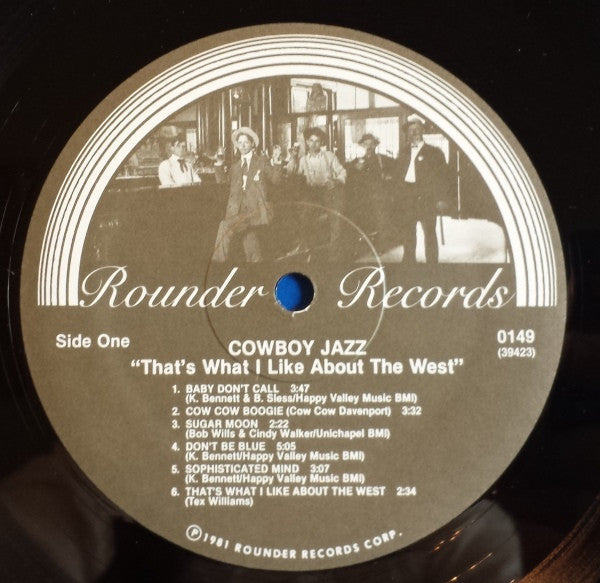 Rounder Records
Side One
0149
(39423)
COWBOY JAZZ
"That's What I Like About The West"
1. BABY DON'T CALL 3:47
(K. Bennett & B. Sless/Happy Valley Music BMI)
2. COW COW BOOGIE (Cow Cow Davenport) 3:32
3. SUGAR MOON 2:22
(Bob Wills & Cindy Walker/Unichapel BMI)
4. DON'T BE BLUE 5:05
(K. Bennett/Happy Valley Music BMI)
5. SOPHISTICATED MIND 3:07
(K. Bennett/Happy Valley Music BMI)
6. THAT'S WHAT I LIKE ABOUT THE WEST 2:34
(Tex Williams)
℗1981 ROUNDER RECORDS CORP.